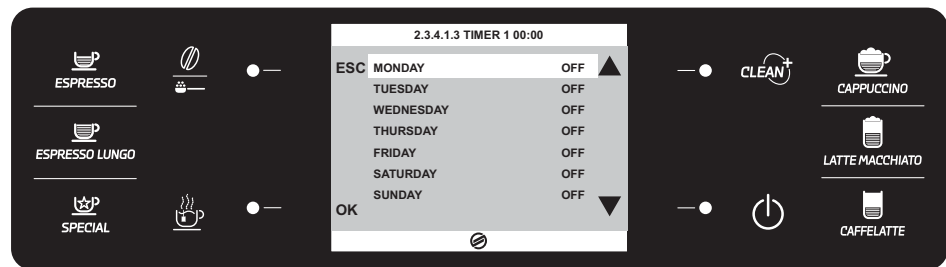 2.3.4.1.3 TIMER 1 00:00
ESC MONDAY OFF
TUESDAY OFF
WEDNESDAY OFF
THURSDAY OFF
FRIDAY OFF
SATURDAY OFF
SUNDAY OFF
OK
ESPRESSO
ESPRESSO LUNGO
SPECIAL
CLEAN+
CAPPUCCINO
LATTE MACCHIATO
CAFFELATTE